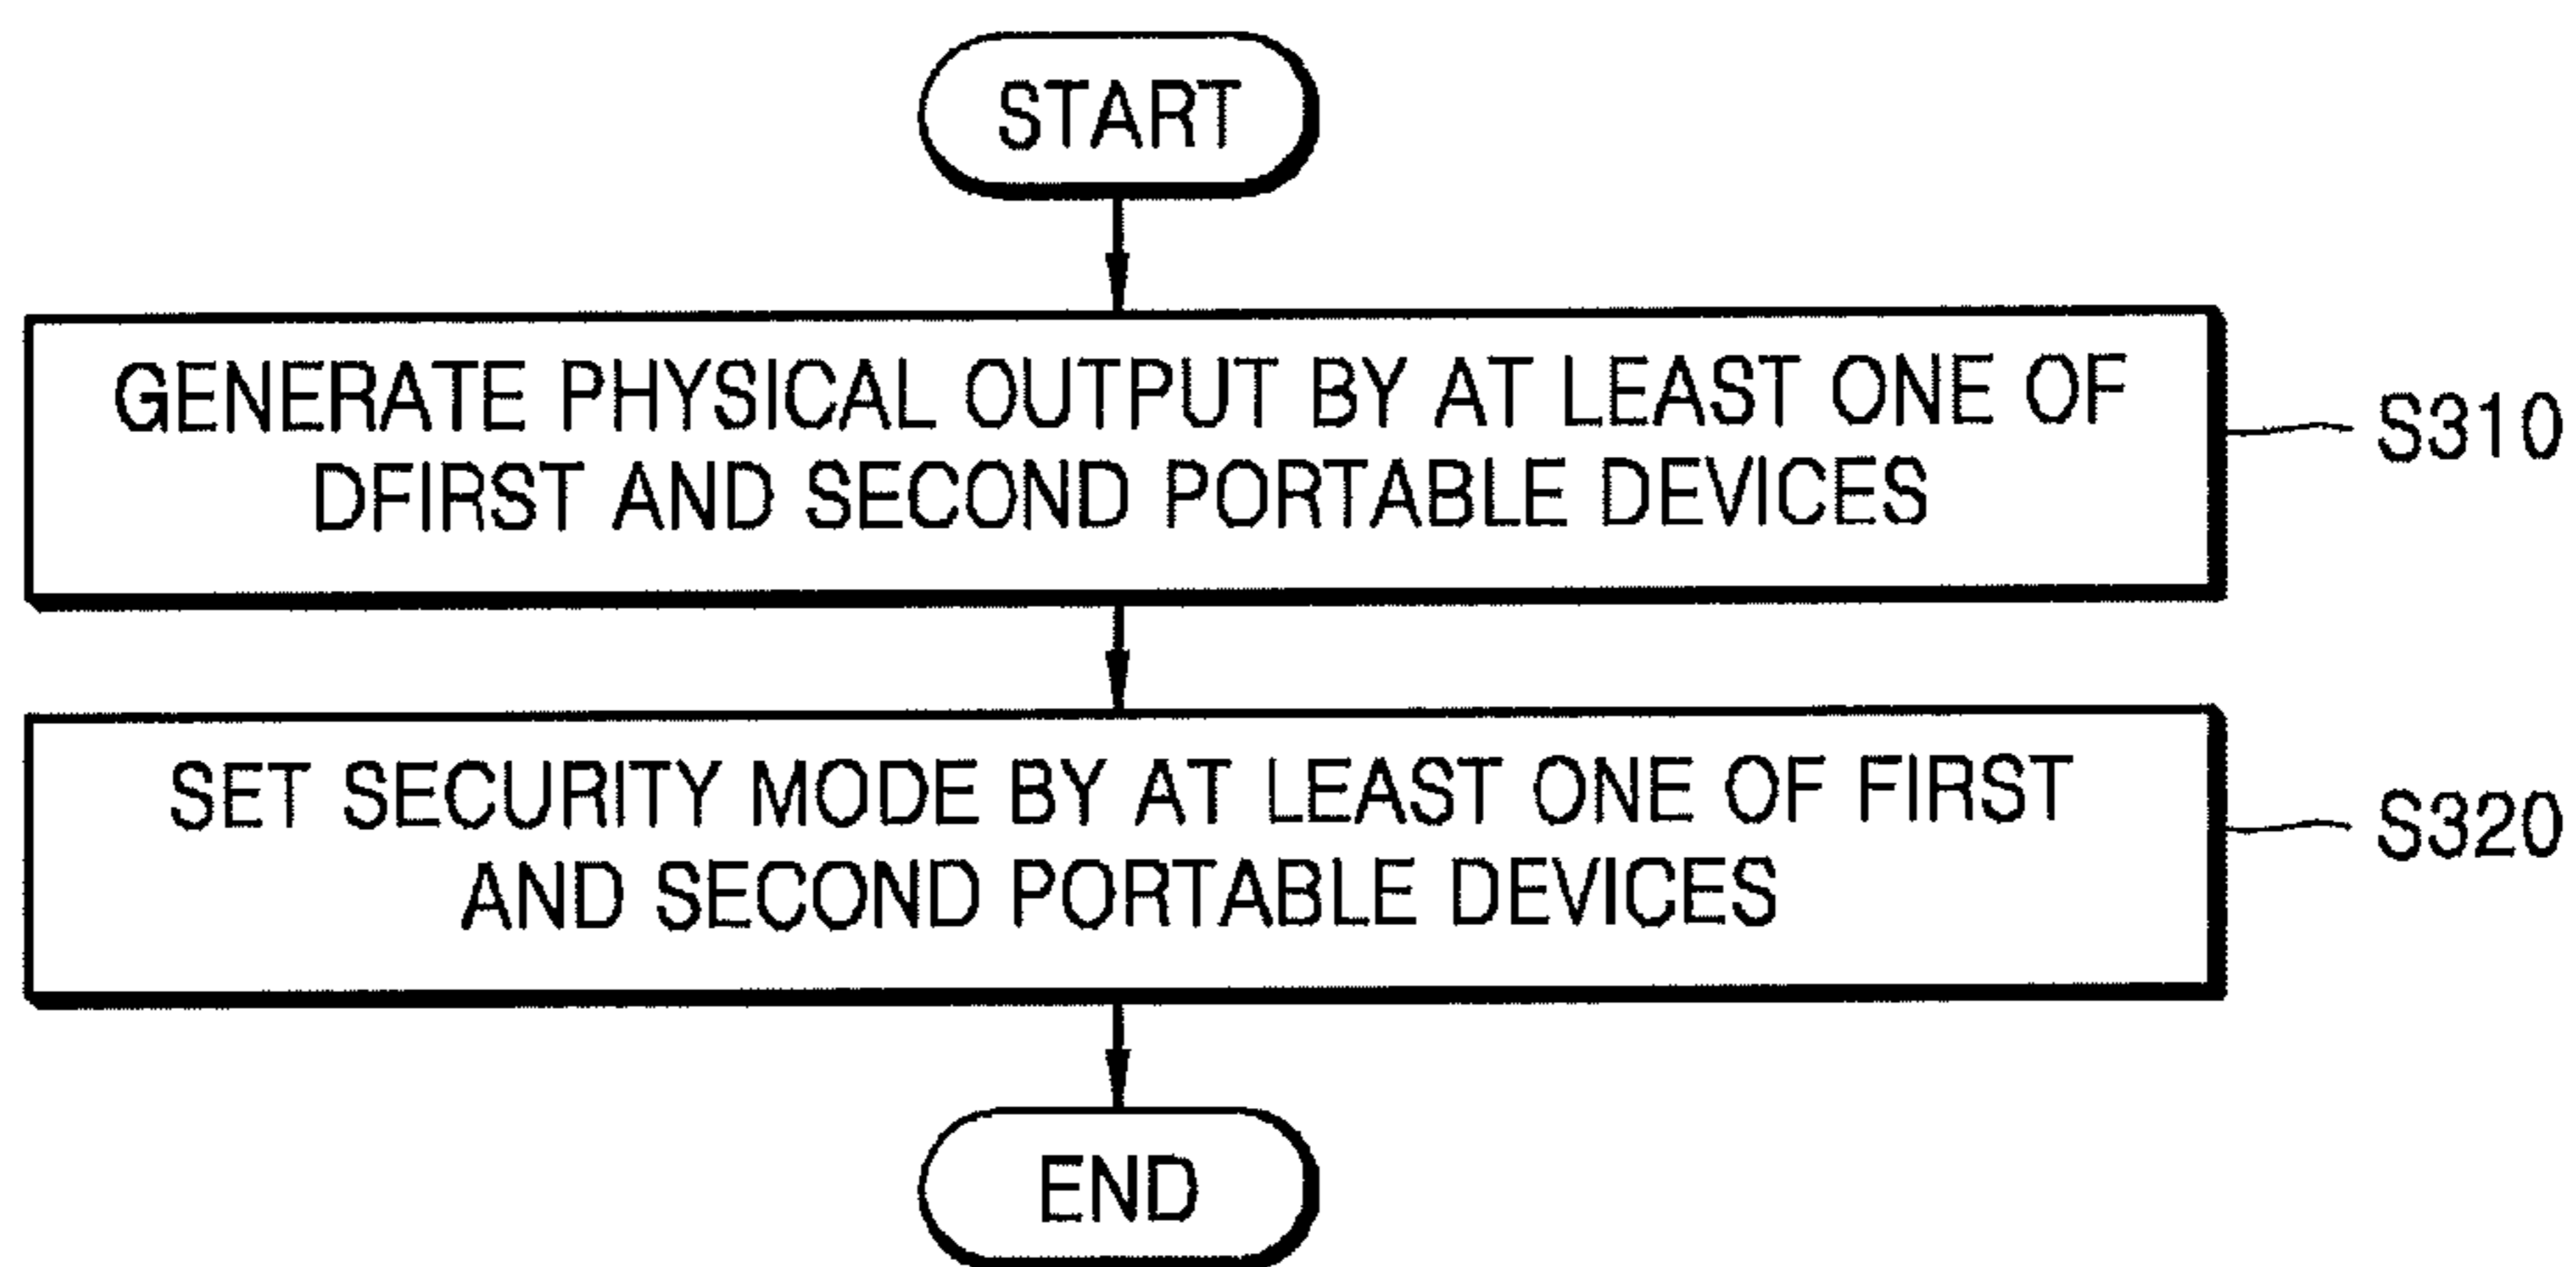 START
GENERATE PHYSICAL OUTPUT BY AT LEAST ONE OF
DFIRST AND SECOND PORTABLE DEVICES
S310
SET SECURITY MODE BY AT LEAST ONE OF FIRST
AND SECOND PORTABLE DEVICES
S320
END